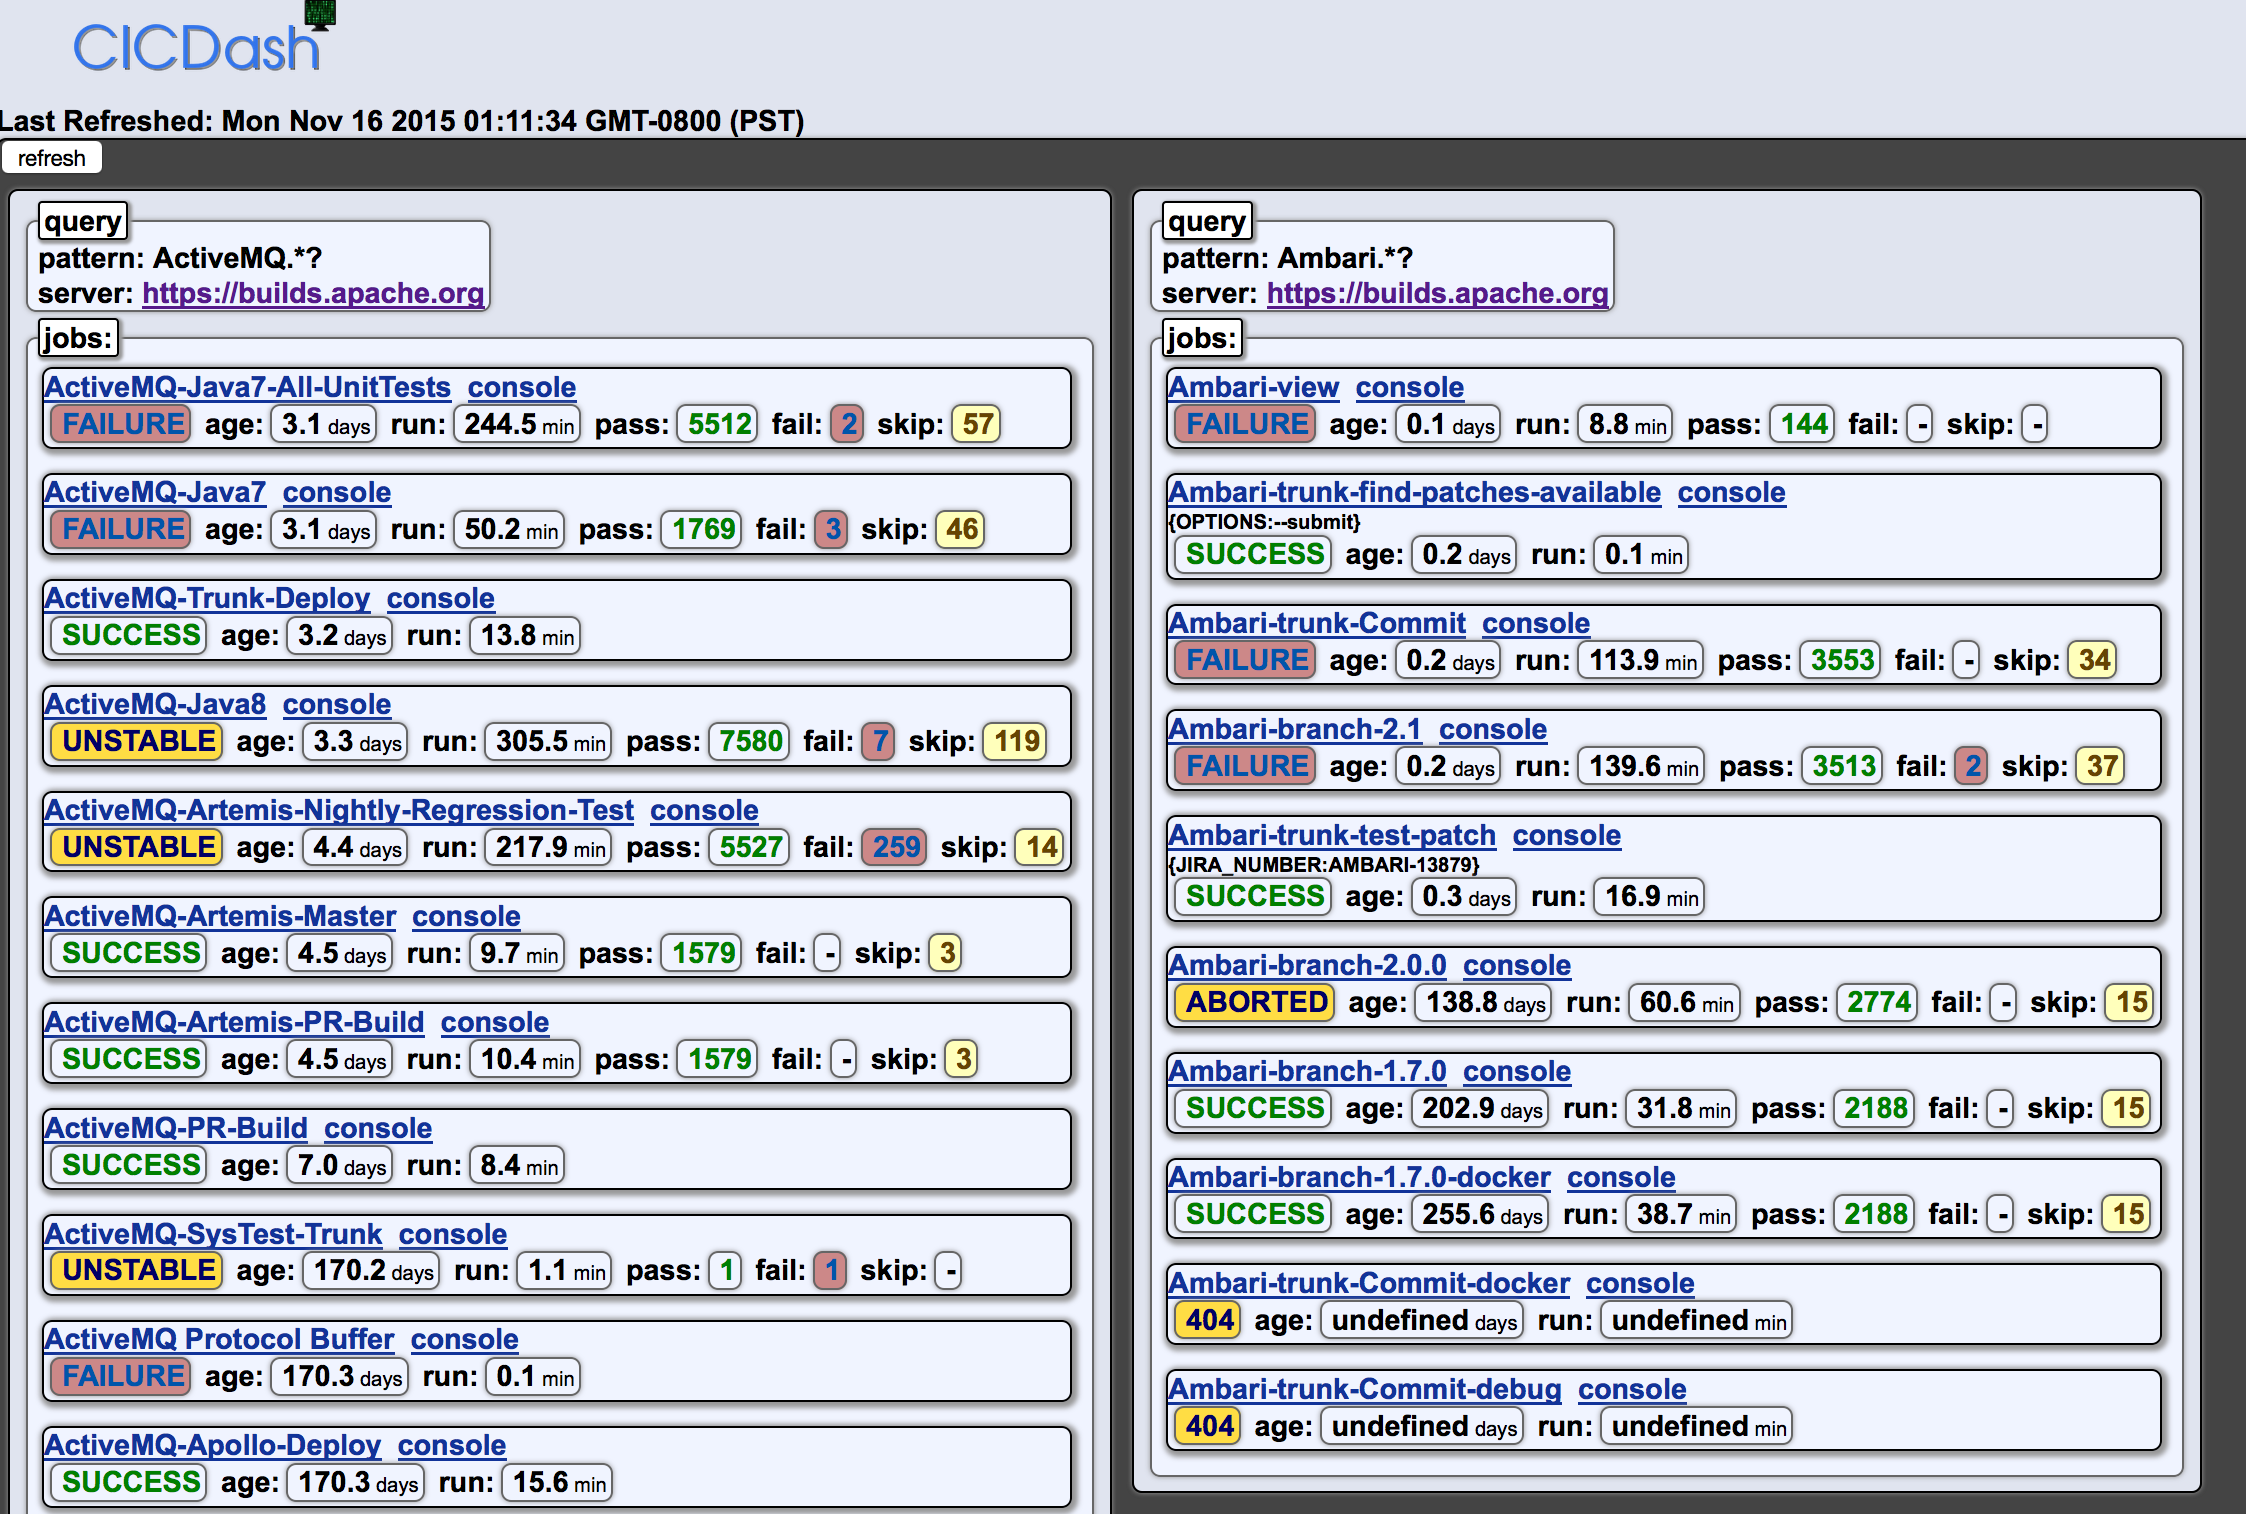 CICDash
Last Refreshed: Mon Nov 16 2015 01:11:34 GMT-0800 (PST)
refresh
query
pattern: ActiveMQ.*?
server: https://builds.apache.org
jobs:
ActiveMQ-Java7-All-UnitTests console
FAILURE age: 3.1 days run: 244.5 min pass: 5512 fail: 2 skip: 57
ActiveMQ-Java7 console
FAILURE age: 3.1 days run: 50.2 min pass: 1769 fail: 3 skip: 46
ActiveMQ-Trunk-Deploy console
SUCCESS age: 3.2 days run: 13.8 min
ActiveMQ-Java8 console
UNSTABLE age: 3.3 days run: 305.5 min pass: 7580 fail: 7 skip: 119
ActiveMQ-Artemis-Nightly-Regression-Test console
UNSTABLE age: 4.4 days run: 217.9 min pass: 5527 fail: 259 skip: 14
ActiveMQ-Artemis-Master console
SUCCESS age: 4.5 days run: 9.7 min pass: 1579 fail: - skip: 3
ActiveMQ-Artemis-PR-Build console
SUCCESS age: 4.5 days run: 10.4 min pass: 1579 fail: - skip: 3
ActiveMQ-PR-Build console
SUCCESS age: 7.0 days run: 8.4 min
ActiveMQ-SysTest-Trunk console
UNSTABLE age: 170.2 days run: 1.1 min pass: 1 fail: 1 skip: -
ActiveMQ Protocol Buffer console
FAILURE age: 170.3 days run: 0.1 min
ActiveMQ-Apollo-Deploy console
SUCCESS age: 170.3 days run: 15.6 min
query
pattern: Ambari.*?
server: https://builds.apache.org
jobs:
Ambari-view console
FAILURE age: 0.1 days run: 8.8 min pass: 144 fail: - skip: -
Ambari-trunk-find-patches-available console
{OPTIONS:--submit}
SUCCESS age: 0.2 days run: 0.1 min
Ambari-trunk-Commit console
FAILURE age: 0.2 days run: 113.9 min pass: 3553 fail: - skip: 34
Ambari-branch-2.1 console
FAILURE age: 0.2 days run: 139.6 min pass: 3513 fail: 2 skip: 37
Ambari-trunk-test-patch console
{JIRA_NUMBER:AMBARI-13879}
SUCCESS age: 0.3 days run: 16.9 min
Ambari-branch-2.0.0 console
ABORTED age: 138.8 days run: 60.6 min pass: 2774 fail: - skip: 15
Ambari-branch-1.7.0 console
SUCCESS age: 202.9 days run: 31.8 min pass: 2188 fail: - skip: 15
Ambari-branch-1.7.0-docker console
SUCCESS age: 255.6 days run: 38.7 min pass: 2188 fail: - skip: 15
Ambari-trunk-Commit-docker console
404 age: undefined days run: undefined min
Ambari-trunk-Commit-debug console
404 age: undefined days run: undefined min